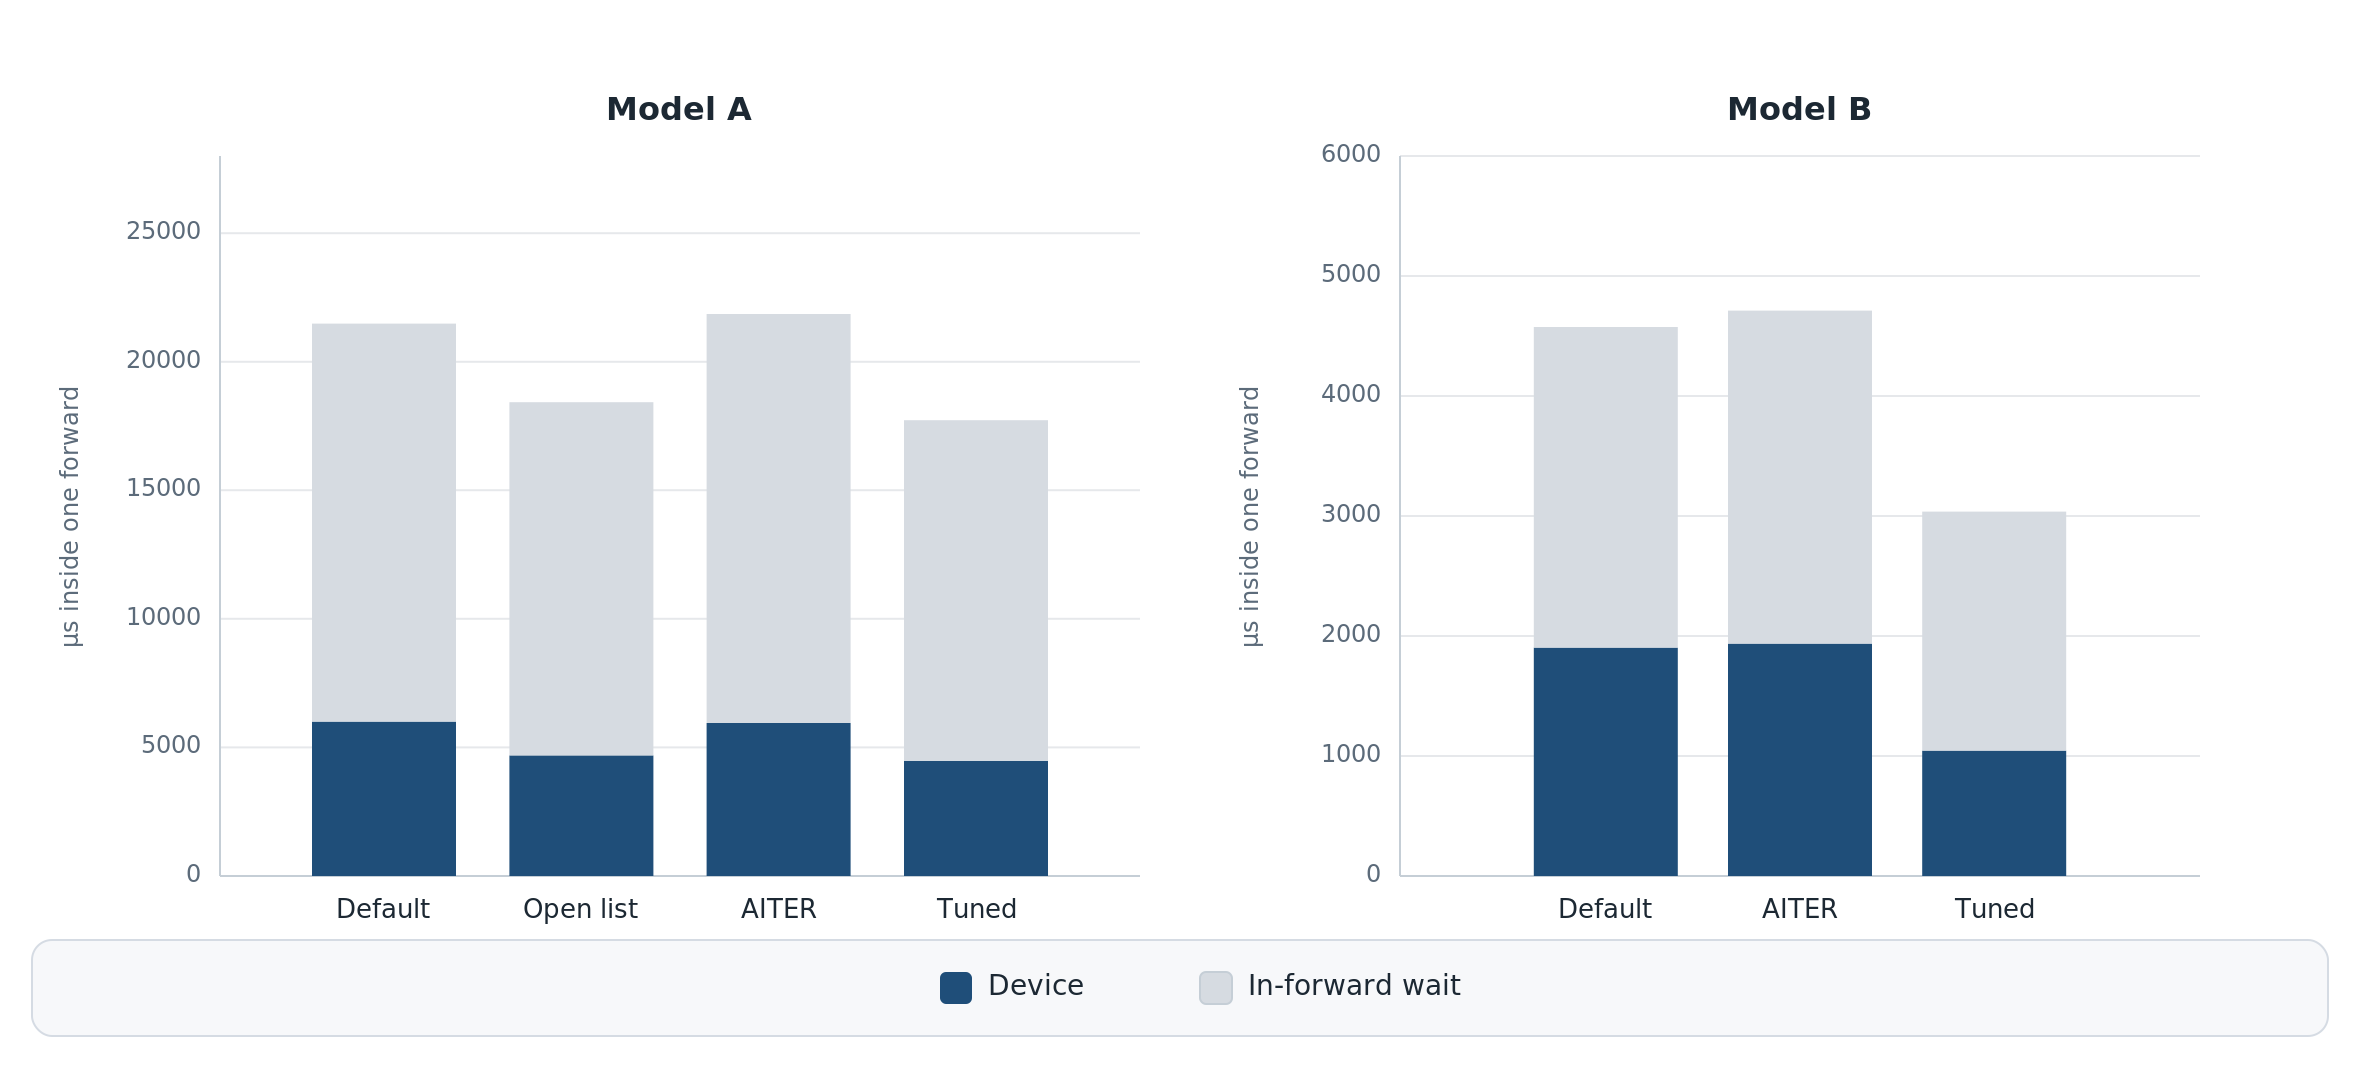 Model A
25000
20000
15000
10000
5000
0
µs inside one forward
Default
Open list
AITER
Tuned
Model B
6000
5000
4000
3000
2000
1000
0
µs inside one forward
Default
AITER
Tuned
Device
In-forward wait